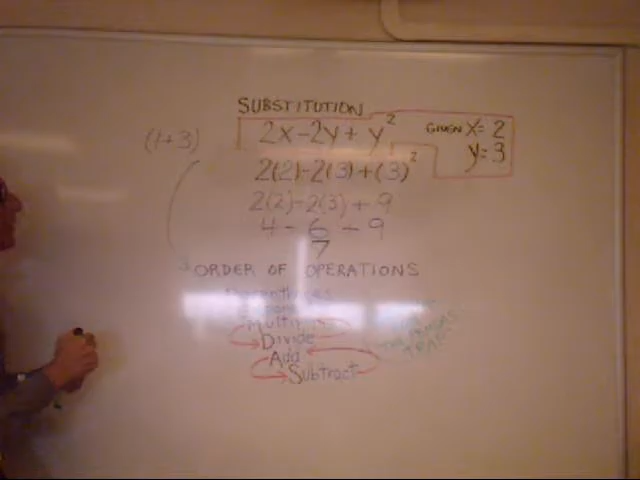 SUBSTITUTION
2x-2y+y² GIVEN x=2
y=3
(1+3)
2(2)-2(3)+(3)²
2(2)-2(3)+9
4-6+9
7
ORDER OF OPERATIONS
Parentheses
Divide
Add
Subtract